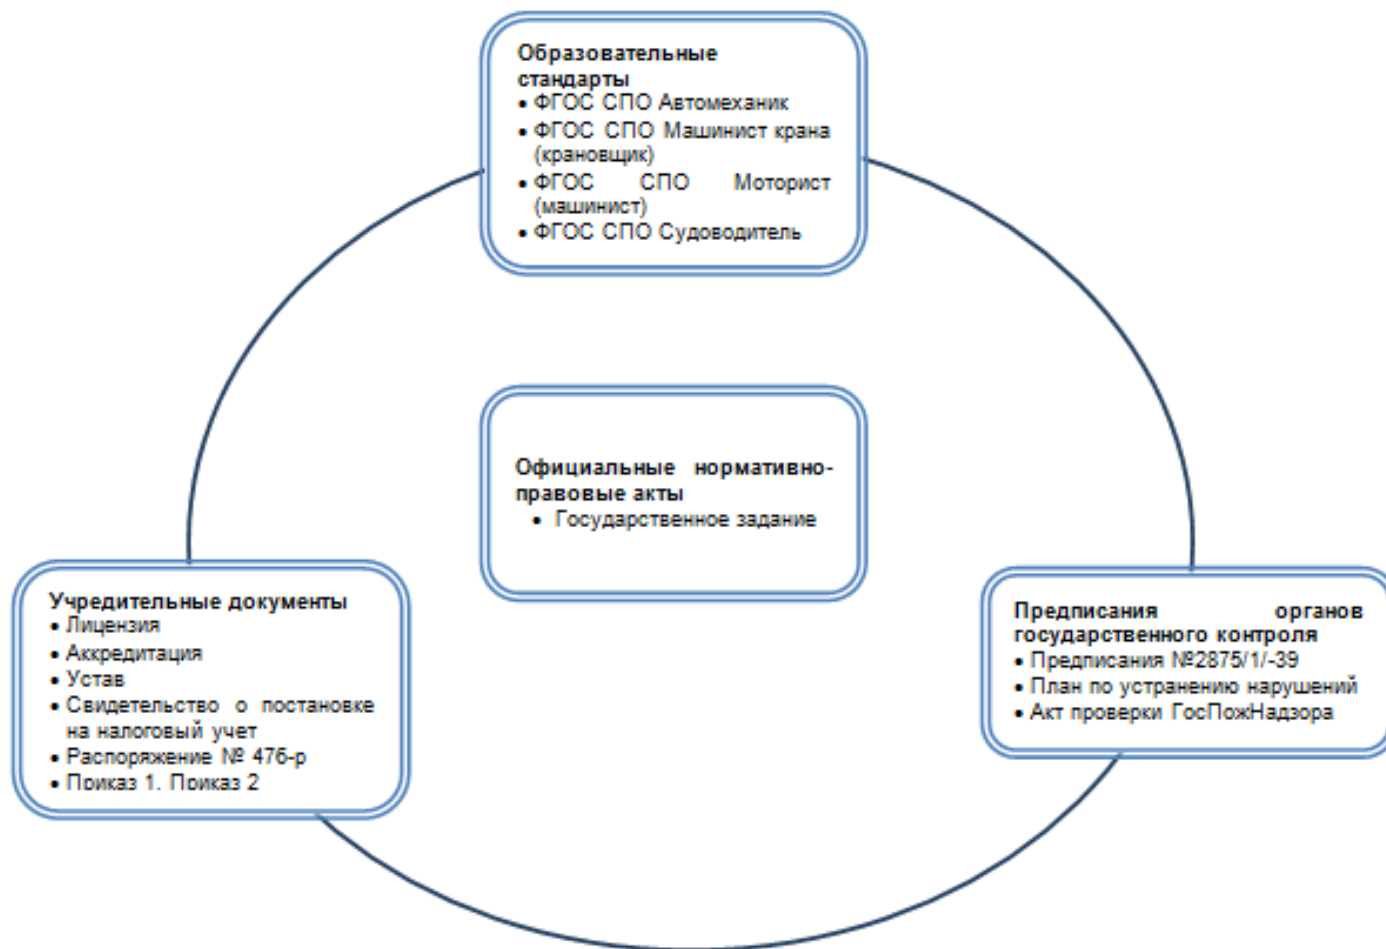 Образовательные
стандарты
• ФГОС СПО Автомеханик
• ФГОС СПО Машинист крана
(крановщик)
• ФГОС СПО Моторист
(машинист)
• ФГОС СПО Судоводитель
Официальные нормативно-
правовые акты
• Государственное задание
Учредительные документы
• Лицензия
• Аккредитация
• Устав
• Свидетельство о постановке
на налоговый учет
• Распоряжение № 476-р
• Приказ 1. Приказ 2
Предписания органов
государственного контроля
• Предписания №2875/1/-39
• План по устранению нарушений
• Акт проверки ГосПожНадзора